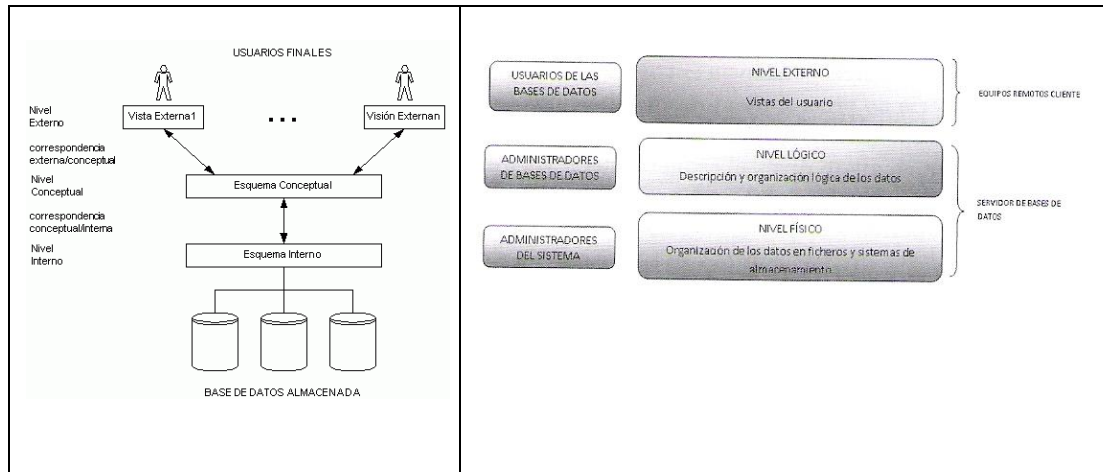 USUARIOS FINALES
Nivel
Externo
Vista Externa1
...
Visión Externan
correspondencia
externa/conceptual
Nivel
Conceptual
Esquema Conceptual
correspondencia
conceptual/interna
Nivel
Interno
Esquema Interno
BASE DE DATOS ALMACENADA
USUARIOS DE LAS
BASES DE DATOS
NIVEL EXTERNO
Vistas del usuario
EQUIPOS REMOTOS CLIENTE
ADMINISTRADORES
DE BASES DE DATOS
NIVEL LÓGICO
Descripción y organización lógica de los datos
SERVIDOR DE BASES DE
DATOS
ADMINISTRADORES
DEL SISTEMA
NIVEL FÍSICO
Organización de los datos en ficheros y sistemas de
almacenamiento